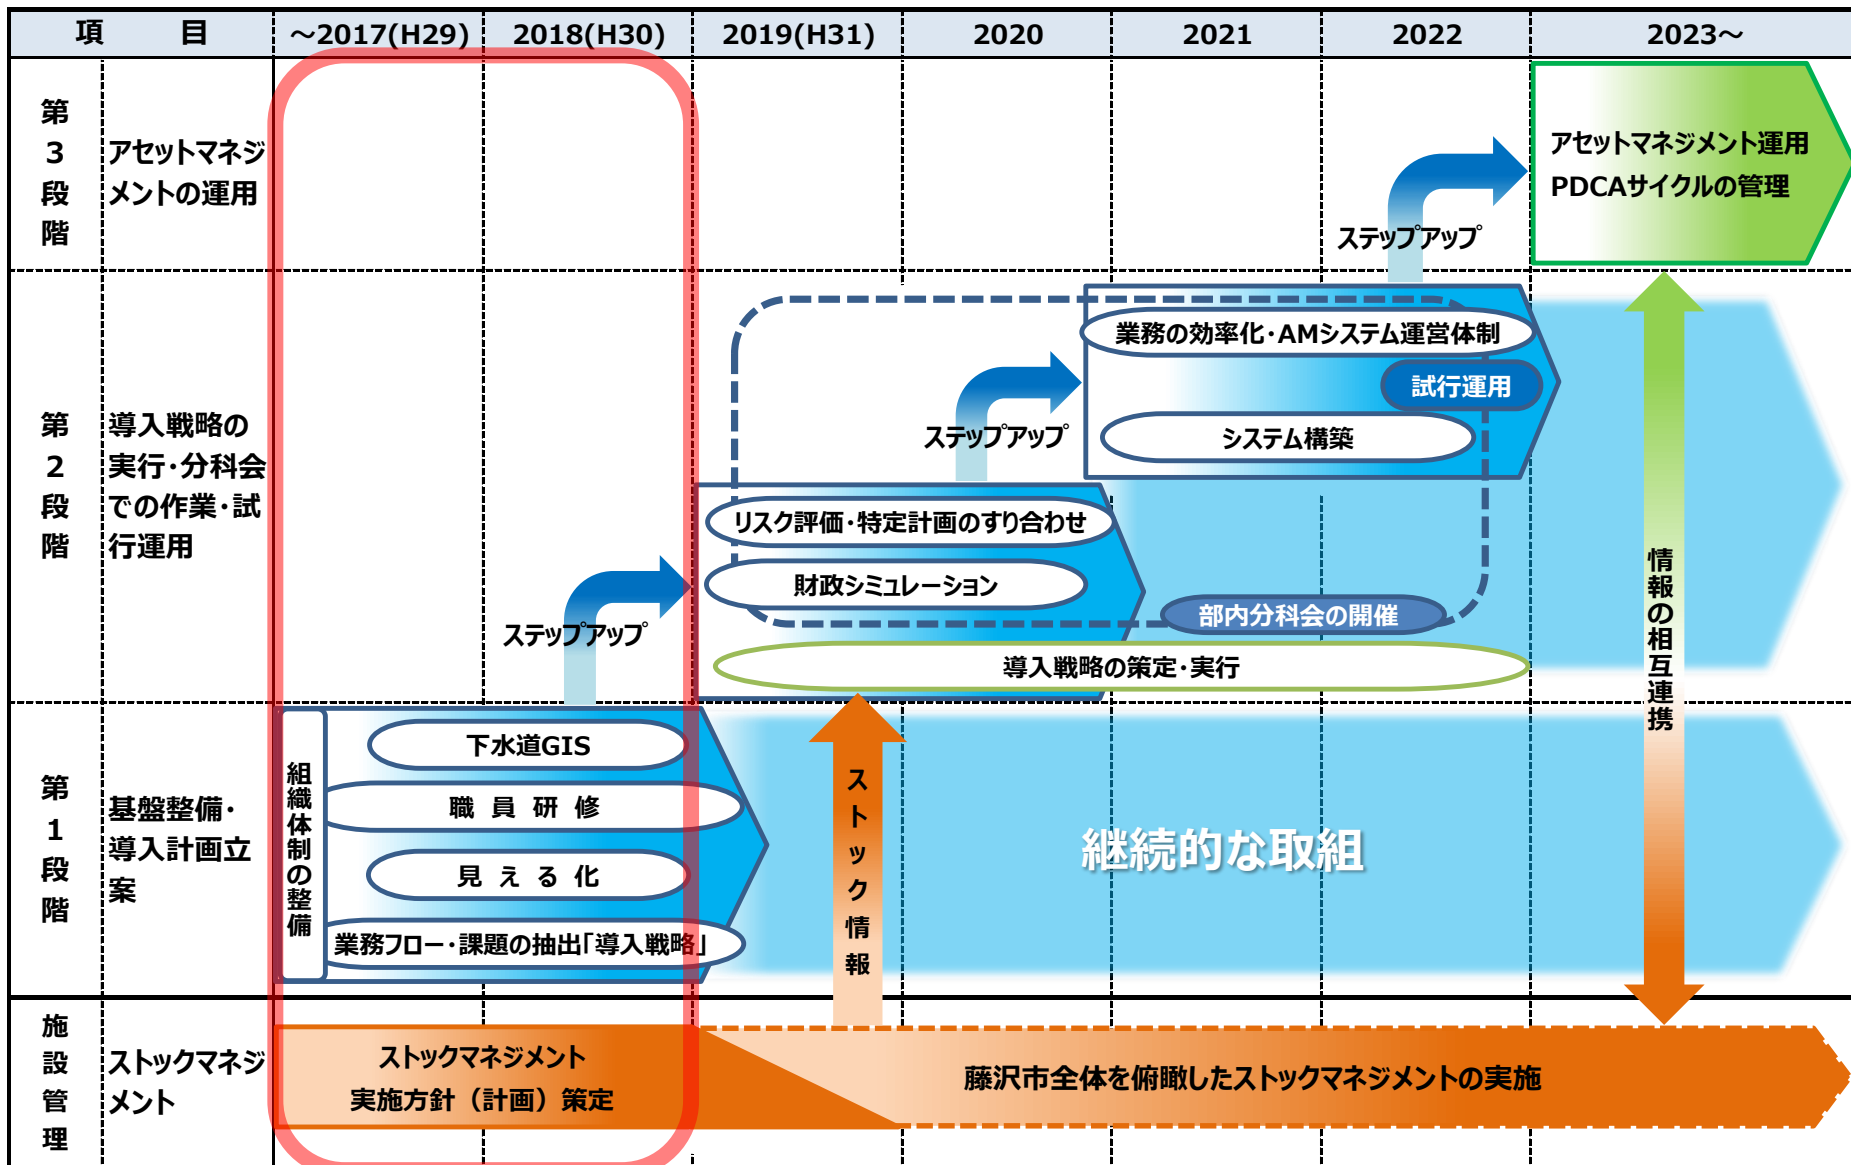 項　目
～2017(H29)
2018(H30)
2019(H31)
2020
2021
2022
2023～
第3段階
アセットマネジ
メントの運用
アセットマネジメント運用
PDCAサイクルの管理
ステップアップ
第2段階
導入戦略の
実行・分科会
での作業・試
行運用
業務の効率化・AMシステム運営体制
試行運用
システム構築
ステップアップ
リスク評価・特定計画のすり合わせ
財政シミュレーション
部内分科会の開催
導入戦略の策定・実行
ステップアップ
情報の相互連携
第1段階
基盤整備・
導入計画立
案
組織体制の整備
下水道GIS
職員研修
見える化
業務フロー・課題の抽出「導入戦略」
ストック情報
継続的な取組
施設管理
ストックマネジ
メント
ストックマネジメント
実施方針（計画）策定
藤沢市全体を俯瞰したストックマネジメントの実施